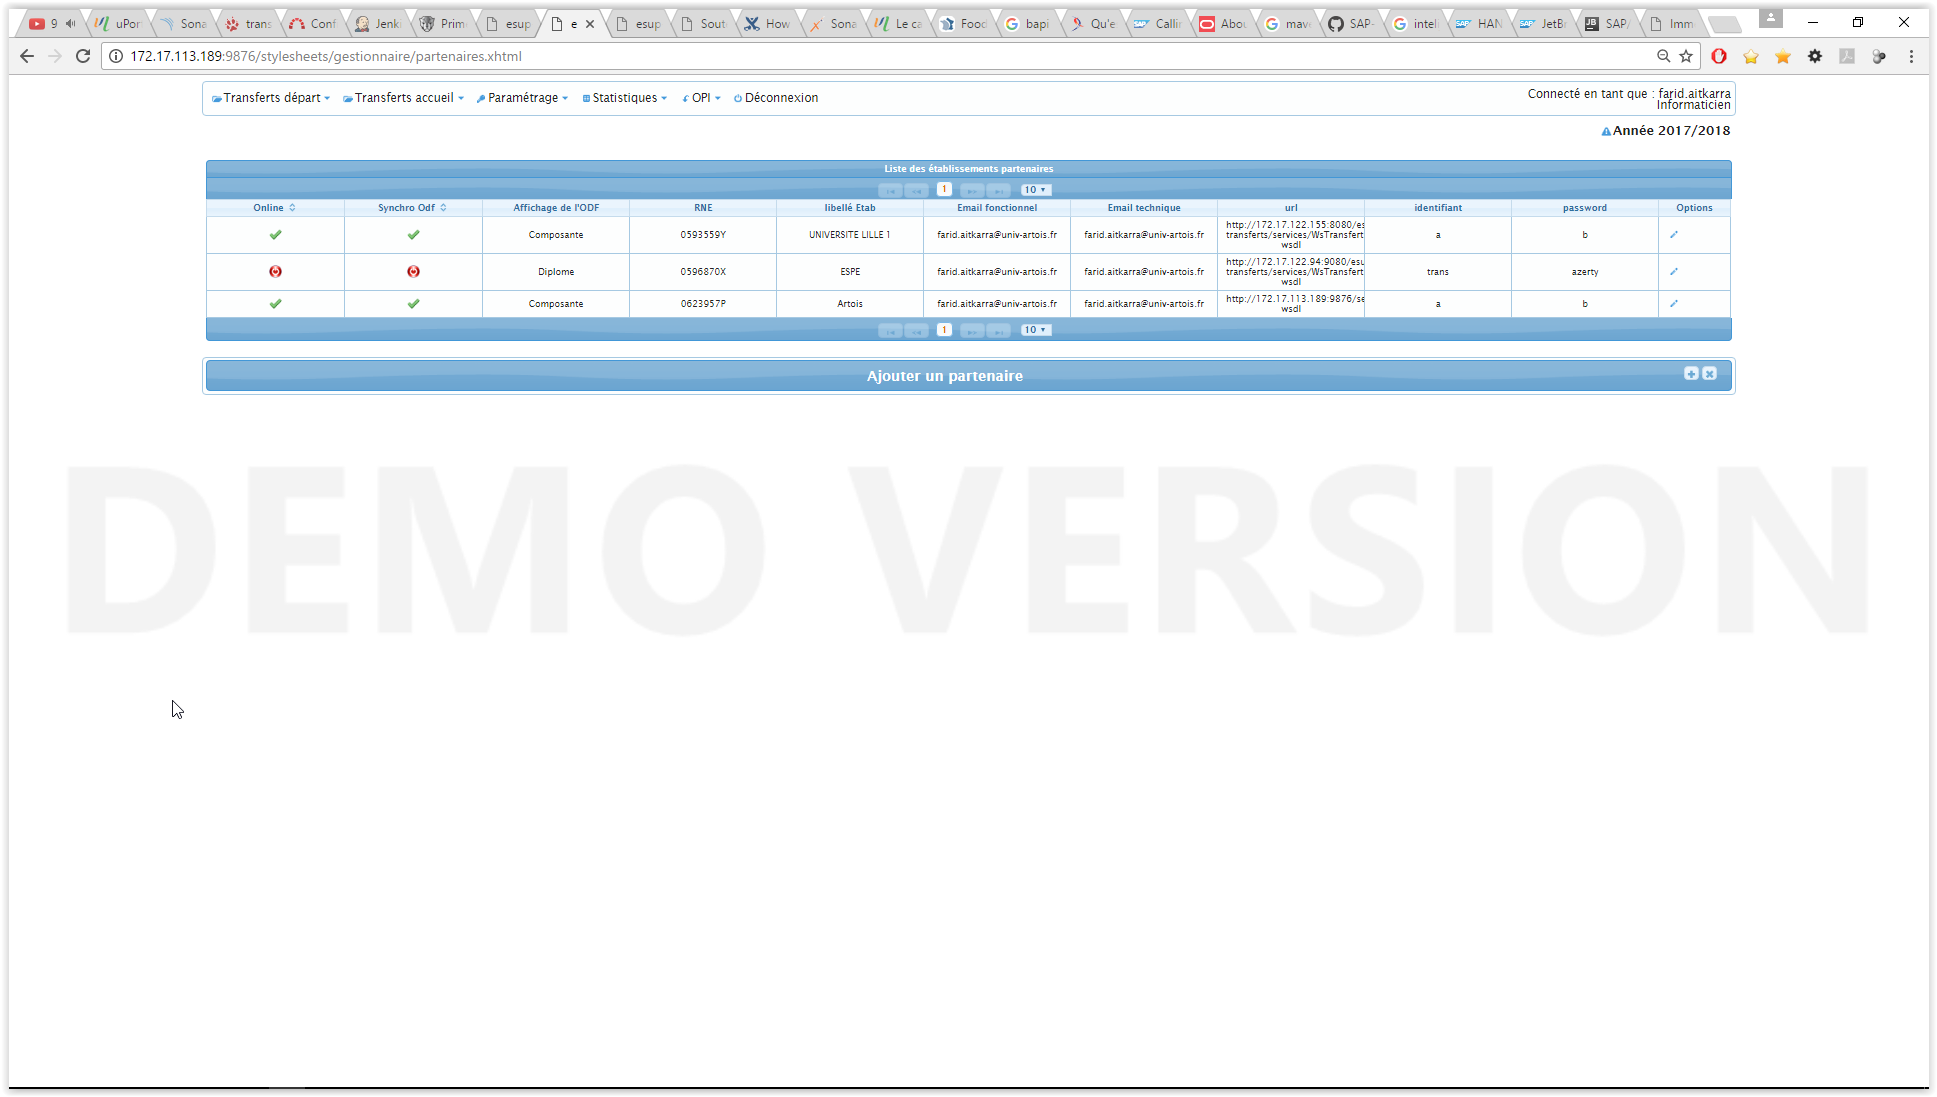 9 uPor Sona trans Conf Jenki Prim esup e esup Sout How Sona Le ca Food bapi Qu'e Callin Abou mave SAP- inteli HAN JetBr SAP/ Imm
172.17.113.189:9876/stylesheets/gestionnaire/partenaires.xhtml
Transferts départ Transferts accueil Paramétrage Statistiques OPI Déconnexion
Connecté en tant que : farid.aitkarra
Informaticien
Année 2017/2018
Liste des établissements partenaires
1 10
Online Synchro Odf Affichage de l'ODF RNE libellé Etab Email fonctionnel Email technique url identifiant password Options
Composante 0593559Y UNIVERSITE LILLE 1 farid.aitkarra@univ-artois.fr farid.aitkarra@univ-artois.fr http://172.17.122.155:8080/es
transferts/services/WsTransfert
wsdl
a b
Diplome 0596870X ESPE farid.aitkarra@univ-artois.fr farid.aitkarra@univ-artois.fr http://172.17.122.94:9080/esu
transferts/services/WsTransfert
wsdl
trans azerty
Composante 0623957P Artois farid.aitkarra@univ-artois.fr farid.aitkarra@univ-artois.fr http://172.17.113.189:9876/se
wsdl
a b
1 10
Ajouter un partenaire
DEMO VERSION